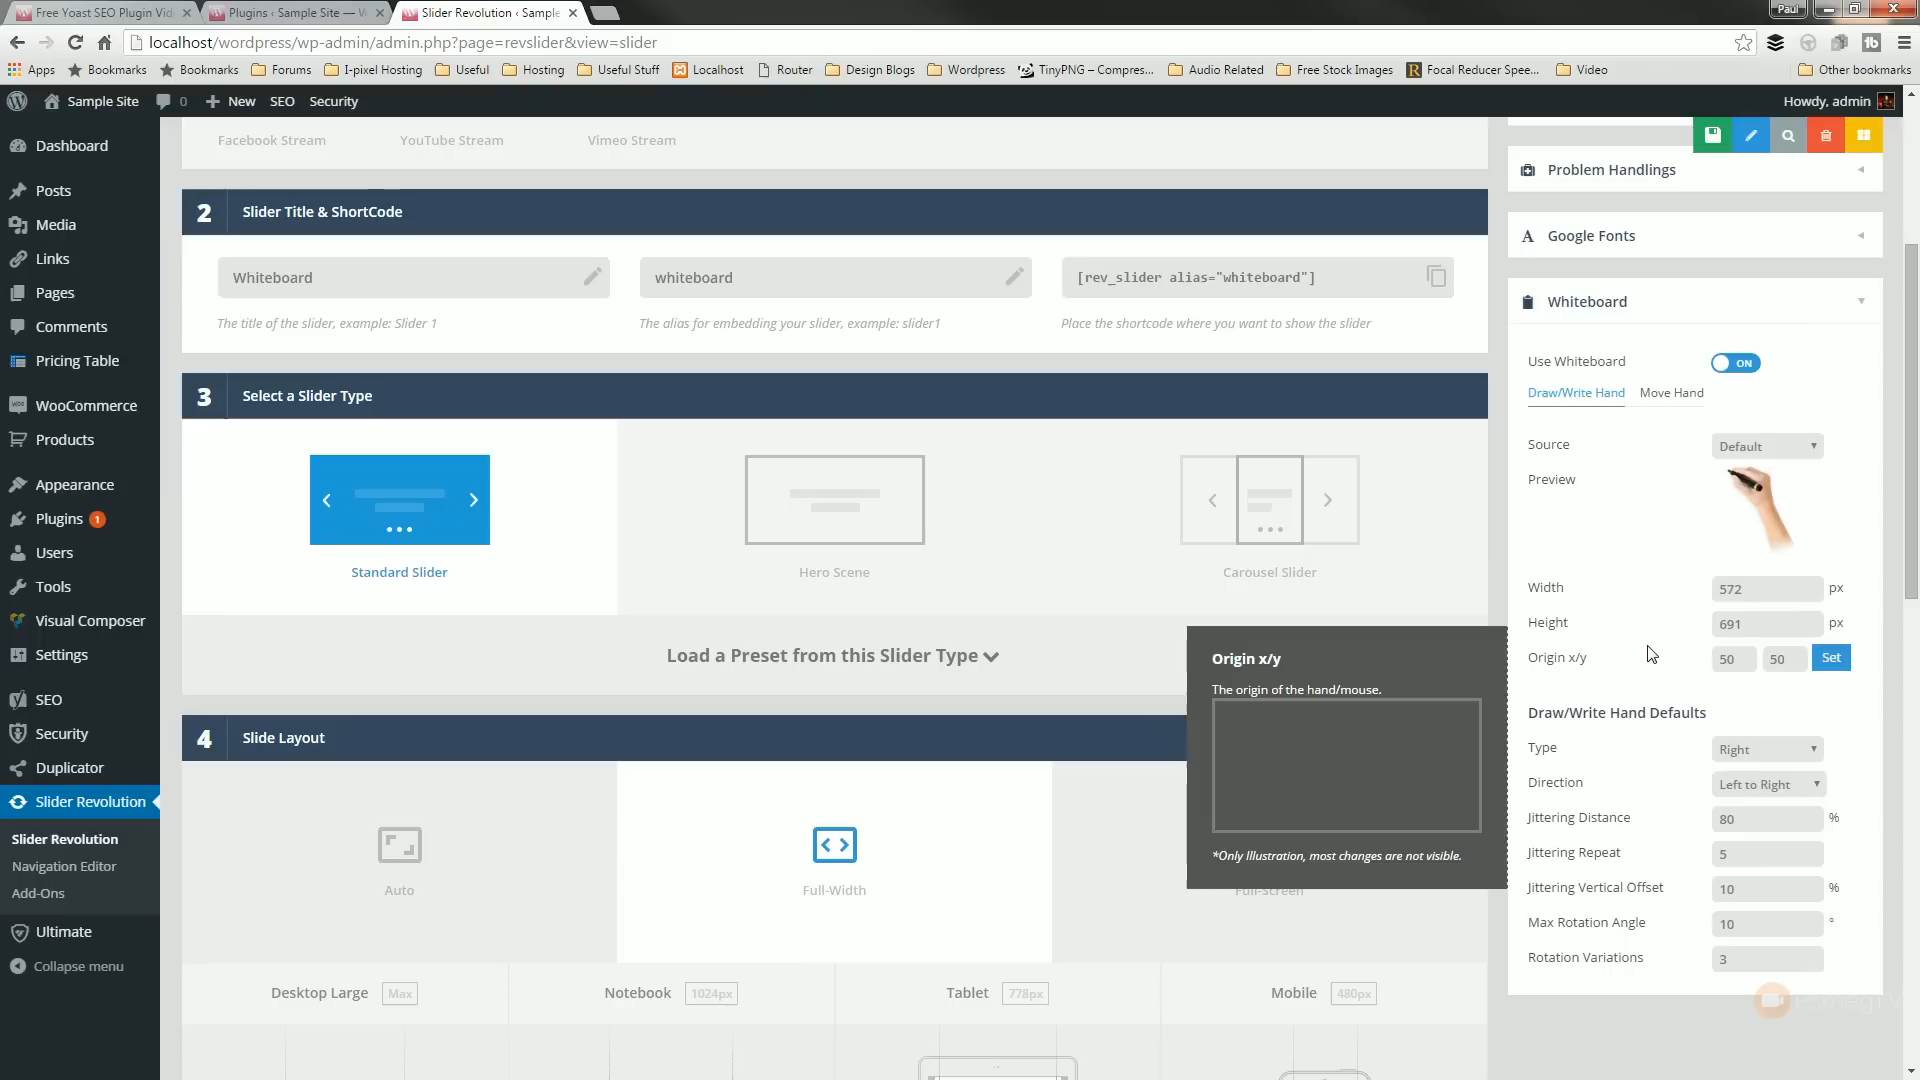 Free Yoast SEO Plugin Vid
Plugins ‹ Sample Site — W
Slider Revolution ‹ Sample
Paul
localhost/wordpress/wp-admin/admin.php?page=revslider&view=slider
Apps
Bookmarks
Bookmarks
Forums
I-pixel Hosting
Useful
Hosting
Useful Stuff
Localhost
Router
Design Blogs
Wordpress
TinyPNG – Compres...
Audio Related
Free Stock Images
Focal Reducer Spee...
Video
Other bookmarks
Sample Site
0
New
SEO
Security
Howdy, admin
Dashboard
Posts
Media
Links
Pages
Comments
Pricing Table
WooCommerce
Products
Appearance
Plugins 1
Users
Tools
Visual Composer
Settings
SEO
Security
Duplicator
Slider Revolution
Slider Revolution
Navigation Editor
Add-Ons
Ultimate
Collapse menu
Facebook Stream
YouTube Stream
Vimeo Stream
2 Slider Title & ShortCode
Whiteboard
whiteboard
[rev_slider alias="whiteboard"]
The title of the slider, example: Slider 1
The alias for embedding your slider, example: slider1
Place the shortcode where you want to show the slider
3 Select a Slider Type
Standard Slider
Hero Scene
Carousel Slider
Load a Preset from this Slider Type
4 Slide Layout
Auto
Full-Width
Full-Screen
Desktop Large Max
Notebook 1024px
Tablet 778px
Mobile 480px
Origin x/y
The origin of the hand/mouse.
*Only Illustration, most changes are not visible.
Problem Handlings
Google Fonts
Whiteboard
Use Whiteboard ON
Draw/Write Hand Move Hand
Source Default
Preview
Width 572 px
Height 691 px
Origin x/y 50 50 Set
Draw/Write Hand Defaults
Type Right
Direction Left to Right
Jittering Distance 80 %
Jittering Repeat 5
Jittering Vertical Offset 10 %
Max Rotation Angle 10 °
Rotation Variations 3